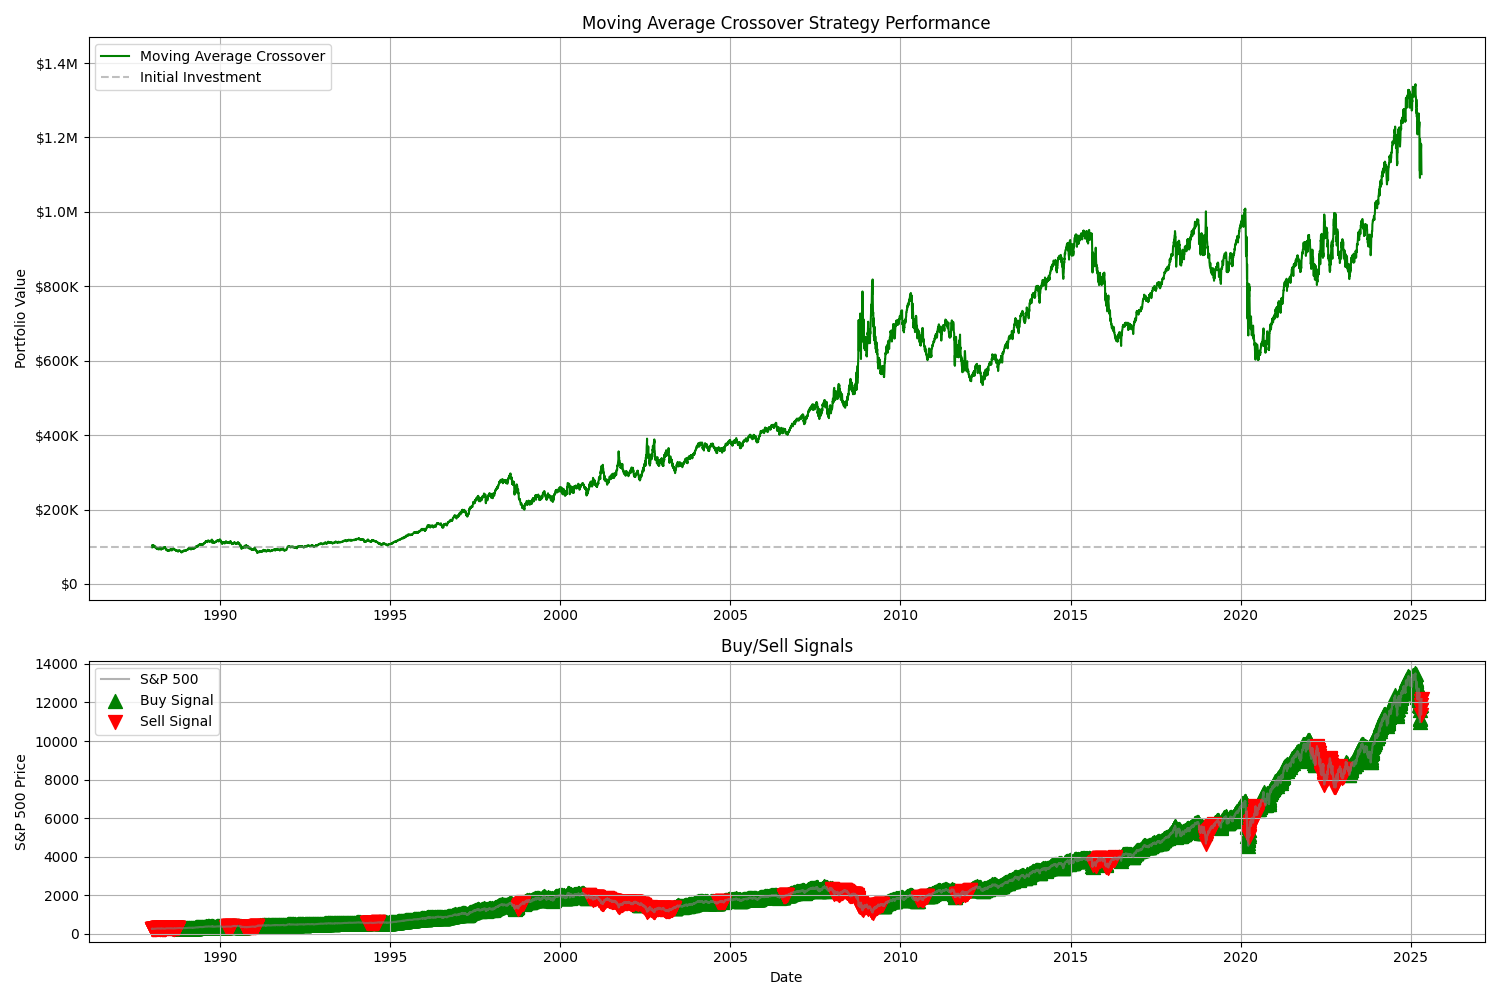 Moving Average Crossover Strategy Performance
Moving Average Crossover
Initial Investment
Portfolio Value
$1.4M
$1.2M
$1.0M
$800K
$600K
$400K
$200K
$0
1990 1995 2000 2005 2010 2015 2020 2025
Buy/Sell Signals
S&P 500
Buy Signal
Sell Signal
S&P 500 Price
14000
12000
10000
8000
6000
4000
2000
0
1990 1995 2000 2005 2010 2015 2020 2025
Date